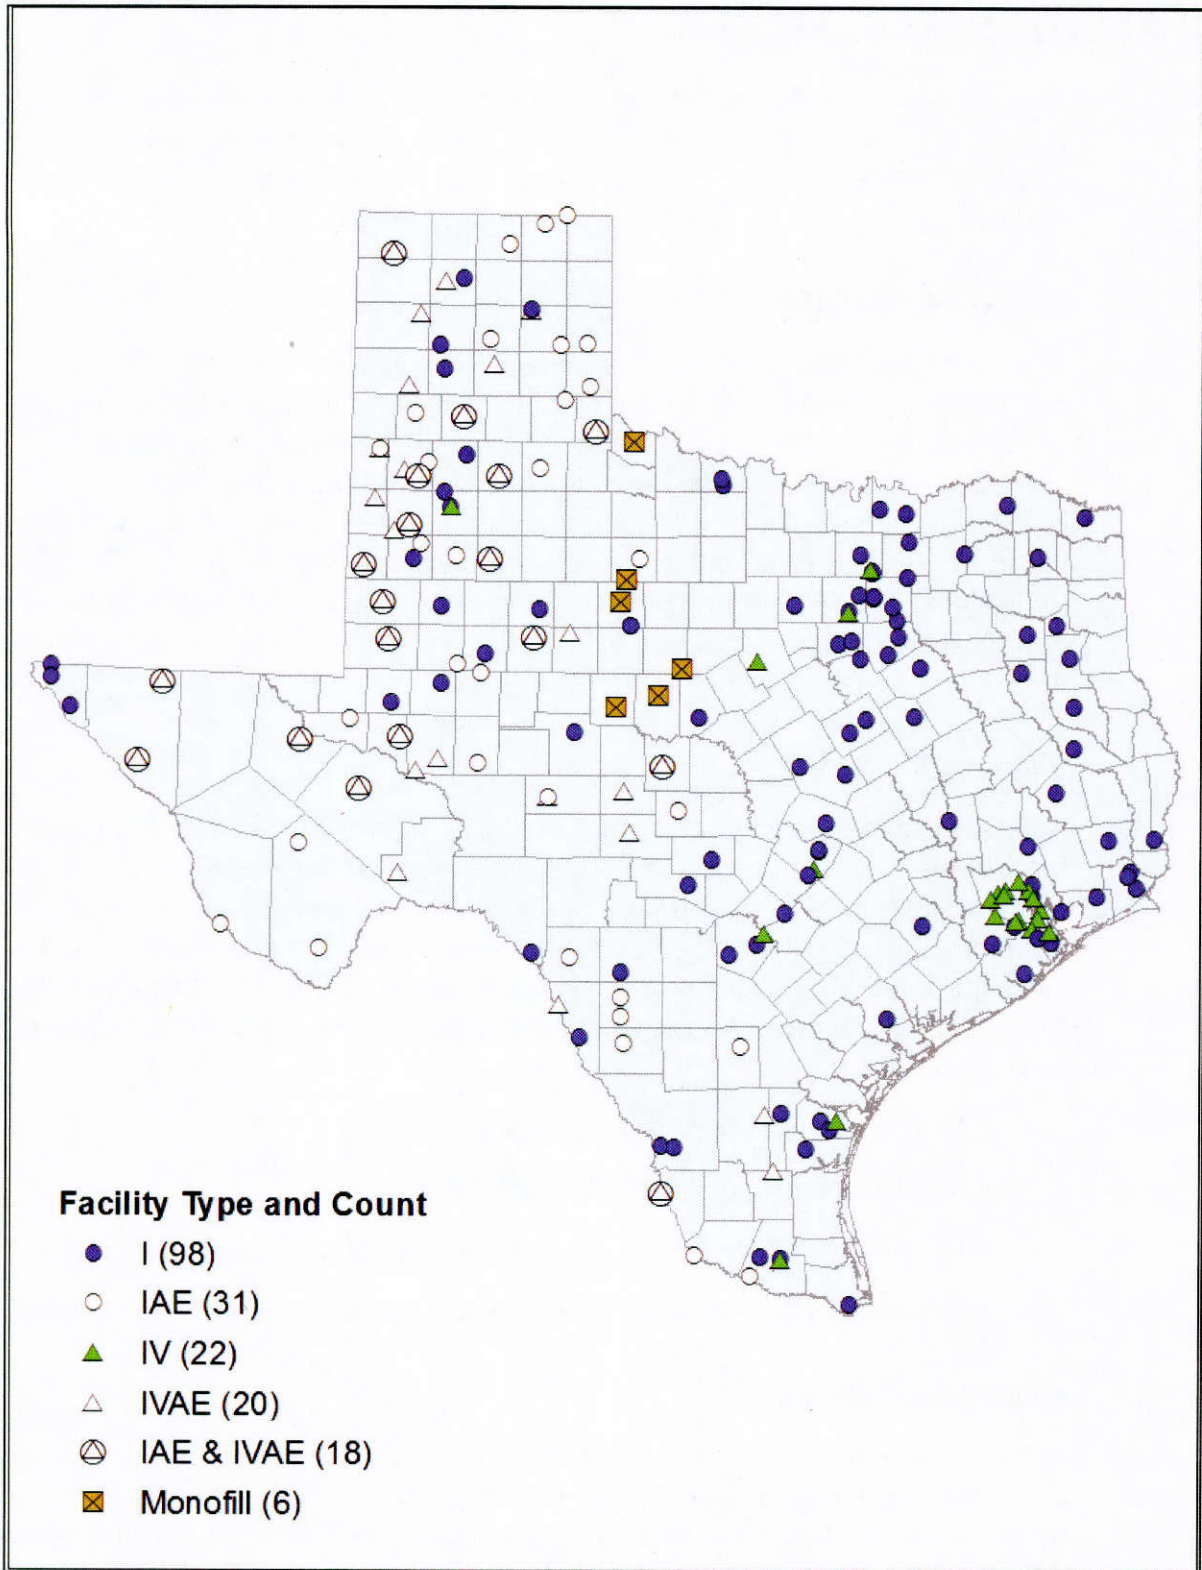 Facility Type and Count
I (98)
IAE (31)
IV (22)
IVAE (20)
IAE & IVAE (18)
Monofill (6)